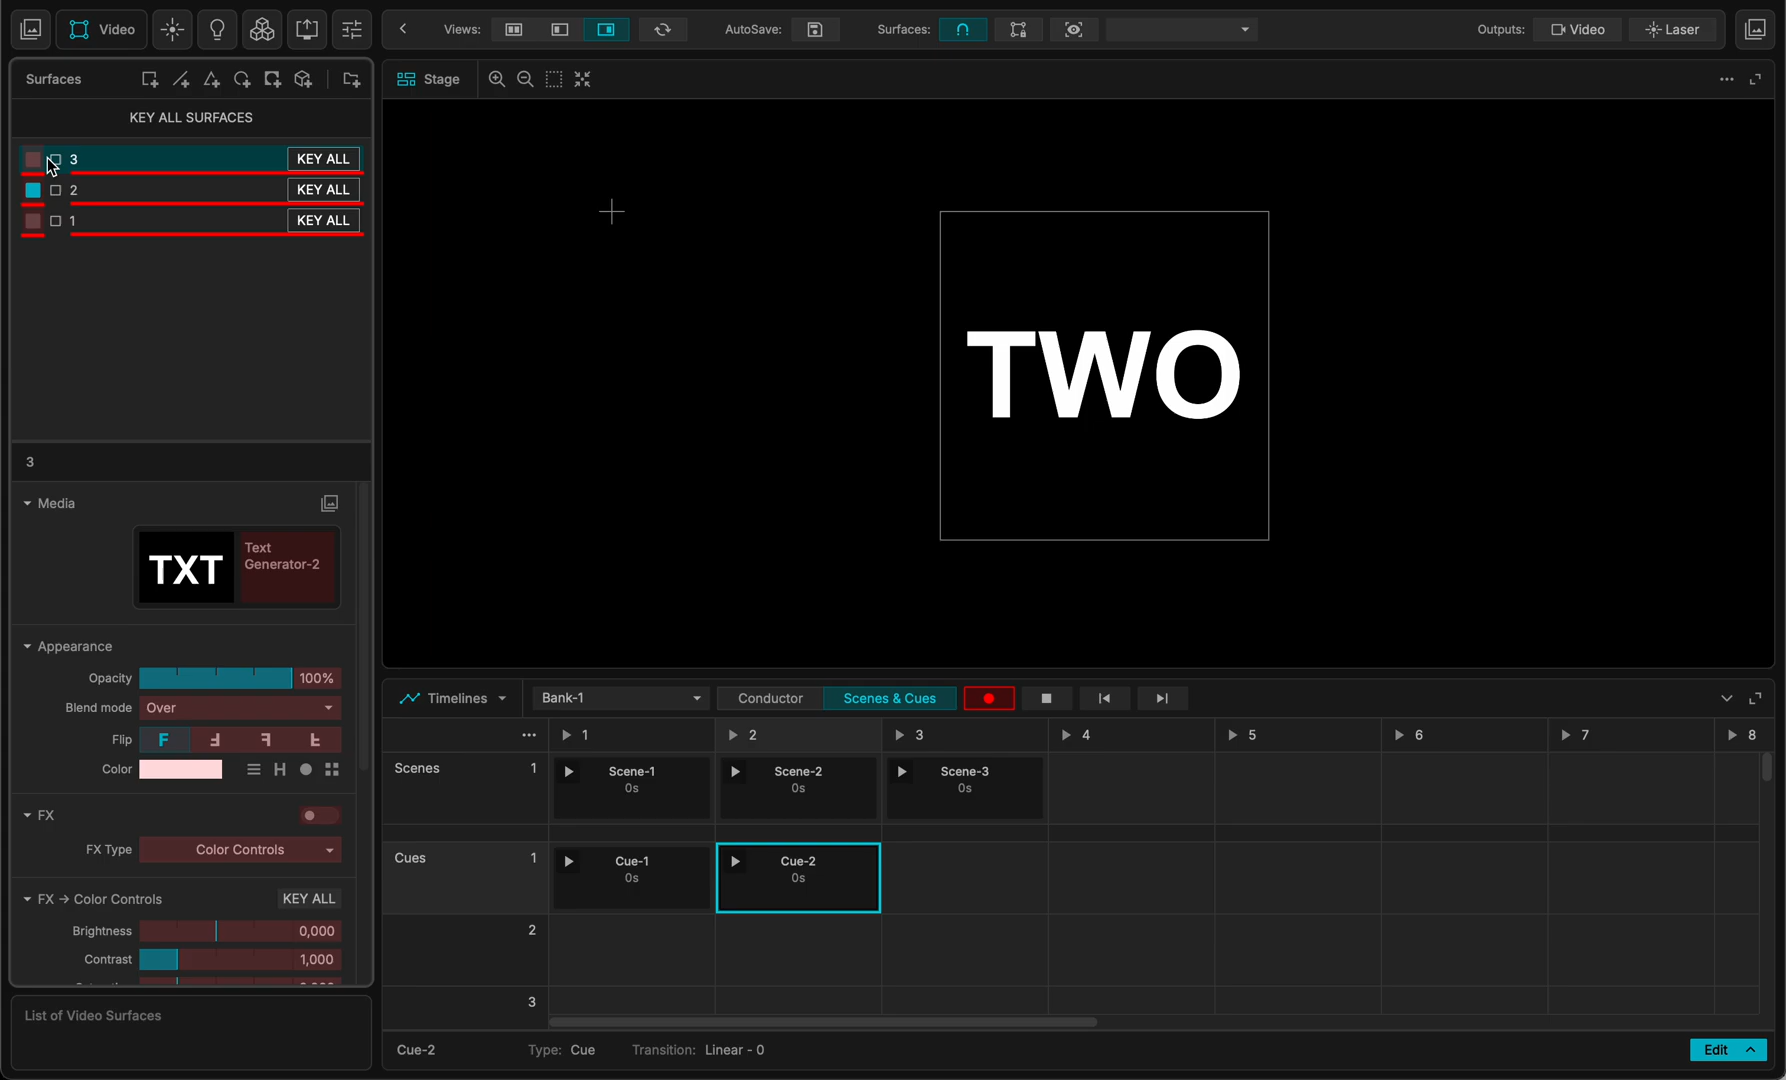 Video
Views:
AutoSave:
Surfaces:
Outputs:
Video
Laser
Surfaces
KEY ALL SURFACES
3 KEY ALL
2 KEY ALL
1 KEY ALL
Stage
TWO
3
Media
TXT
Text
Generator-2
Appearance
Opacity 100%
Blend mode Over
Flip F F F F
Color
FX
FX Type Color Controls
FX → Color Controls KEY ALL
Brightness 0,000
Contrast 1,000
List of Video Surfaces
Timelines Bank-1 Conductor Scenes & Cues
1 2 3 4 5 6 7 8
Scenes 1
Scene-1
0s
Scene-2
0s
Scene-3
0s
Cues 1
Cue-1
0s
Cue-2
0s
2
3
Cue-2 Type: Cue Transition: Linear - 0
Edit